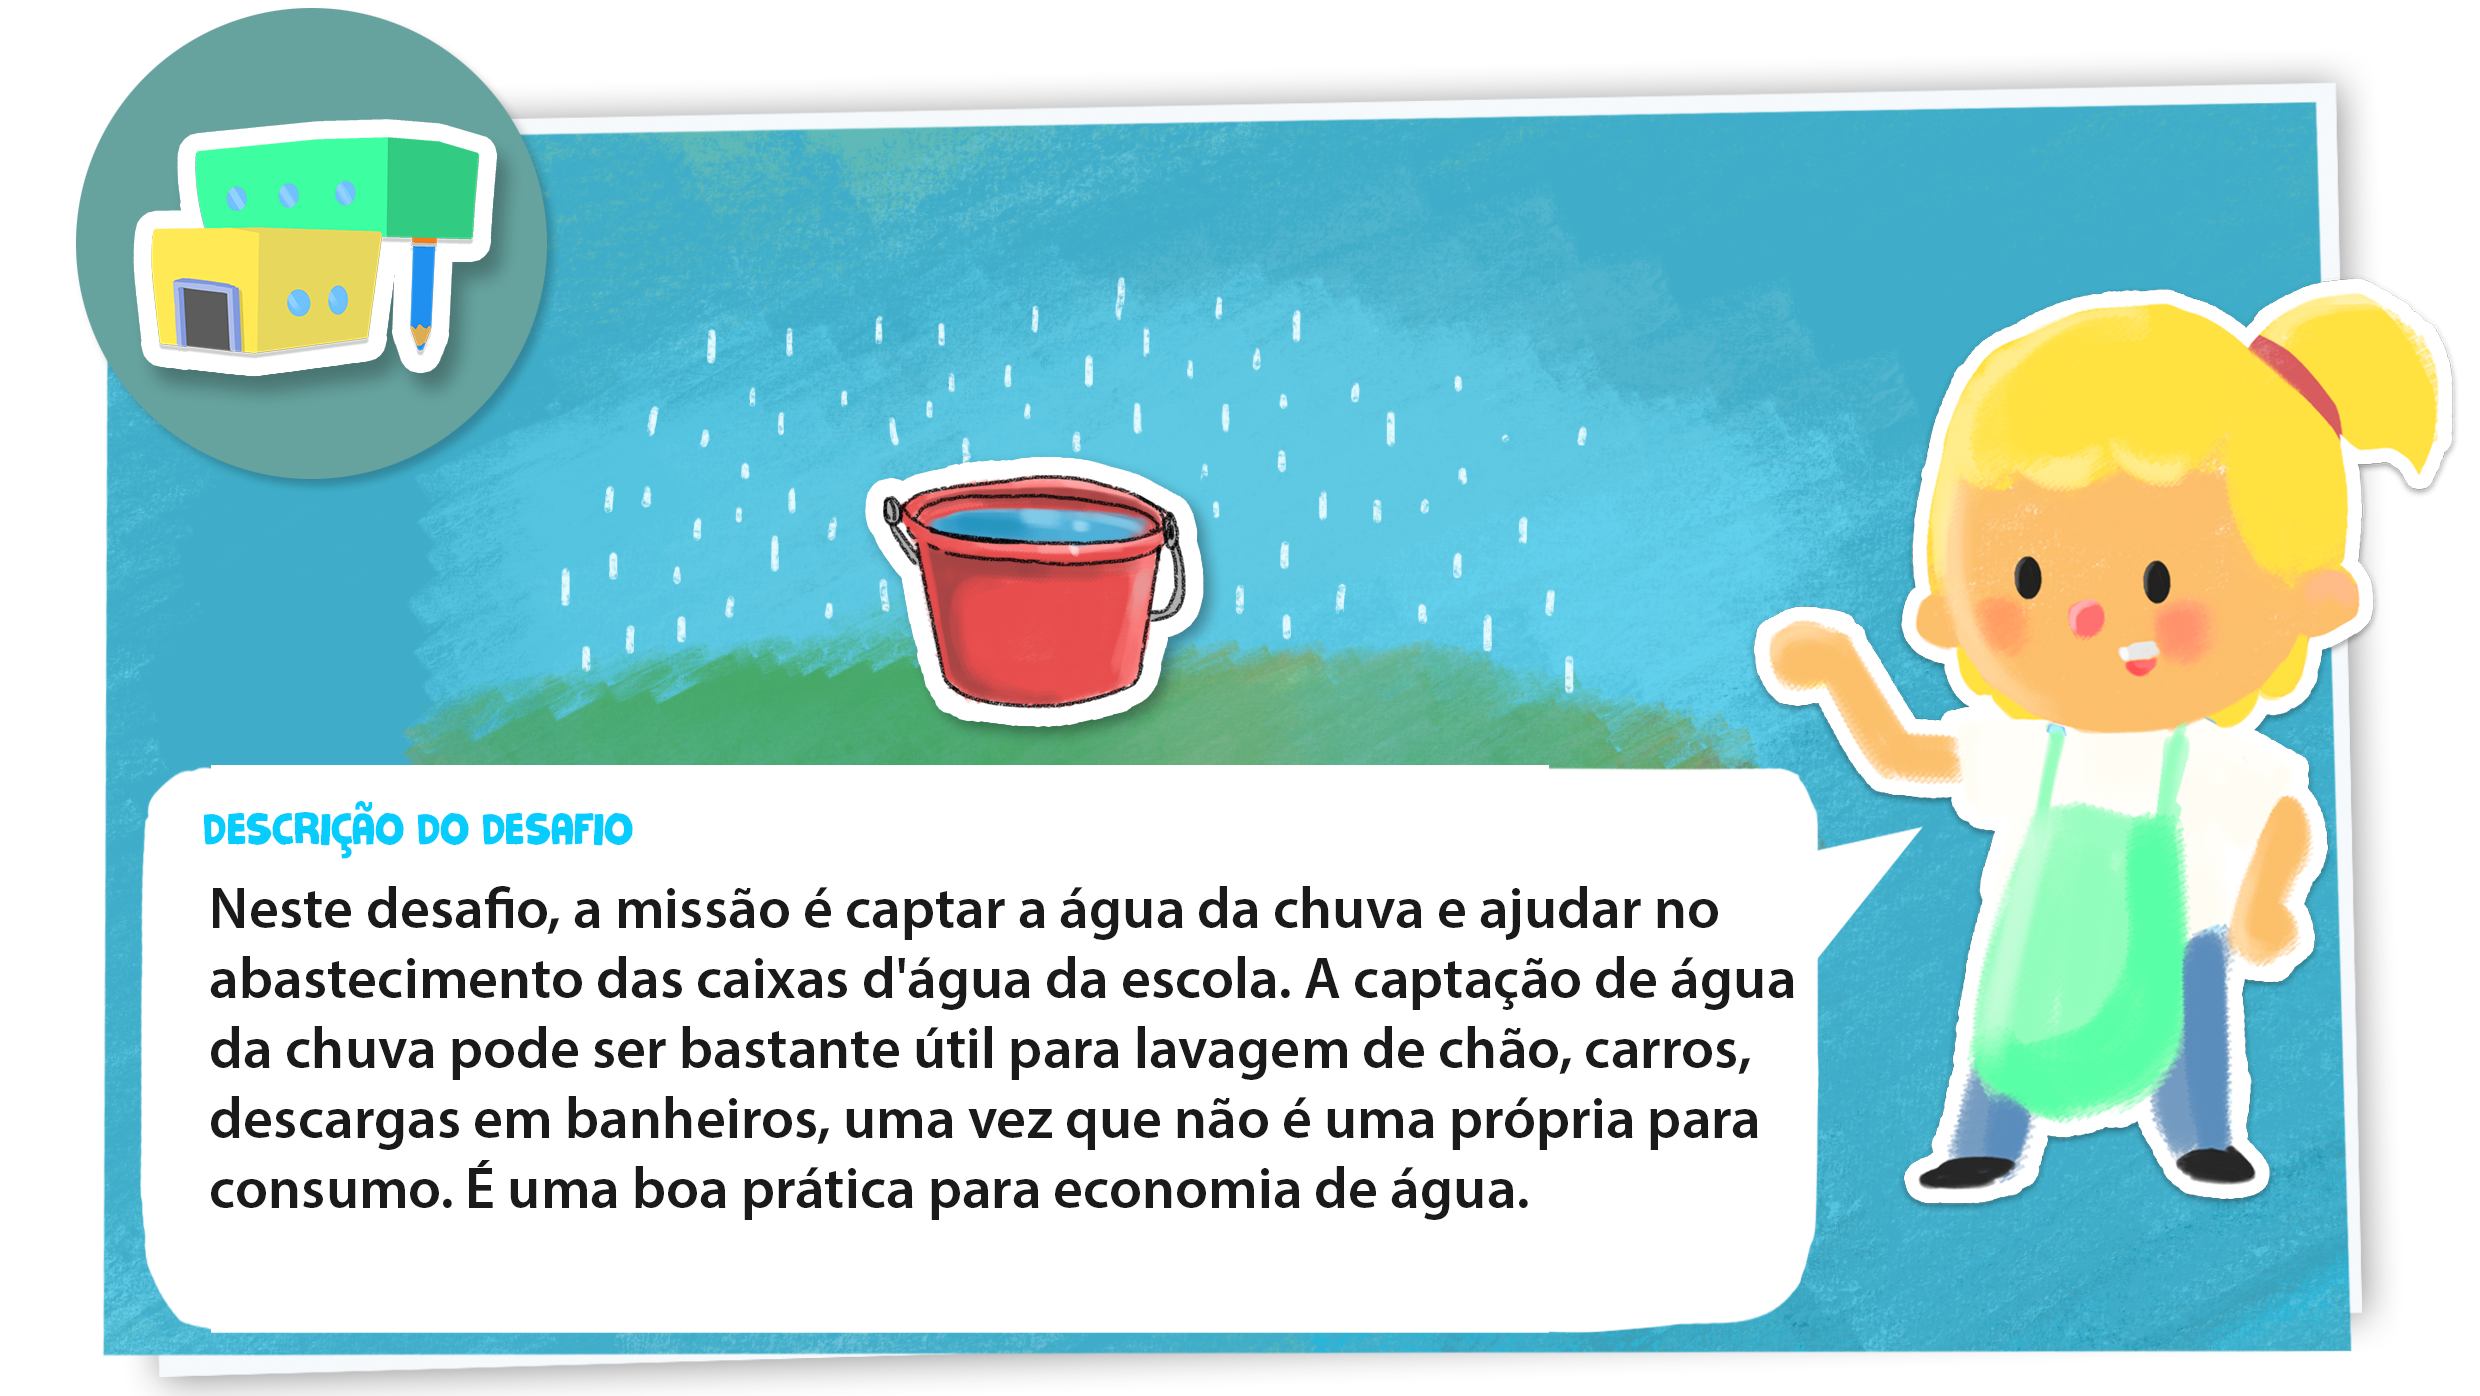 DESCRIÇÃO DO DESAFIO
Neste desafio, a missão é captar a água da chuva e ajudar no
abastecimento das caixas d'água da escola. A captação de água
da chuva pode ser bastante útil para lavagem de chão, carros,
descargas em banheiros, uma vez que não é uma própria para
consumo. É uma boa prática para economia de água.